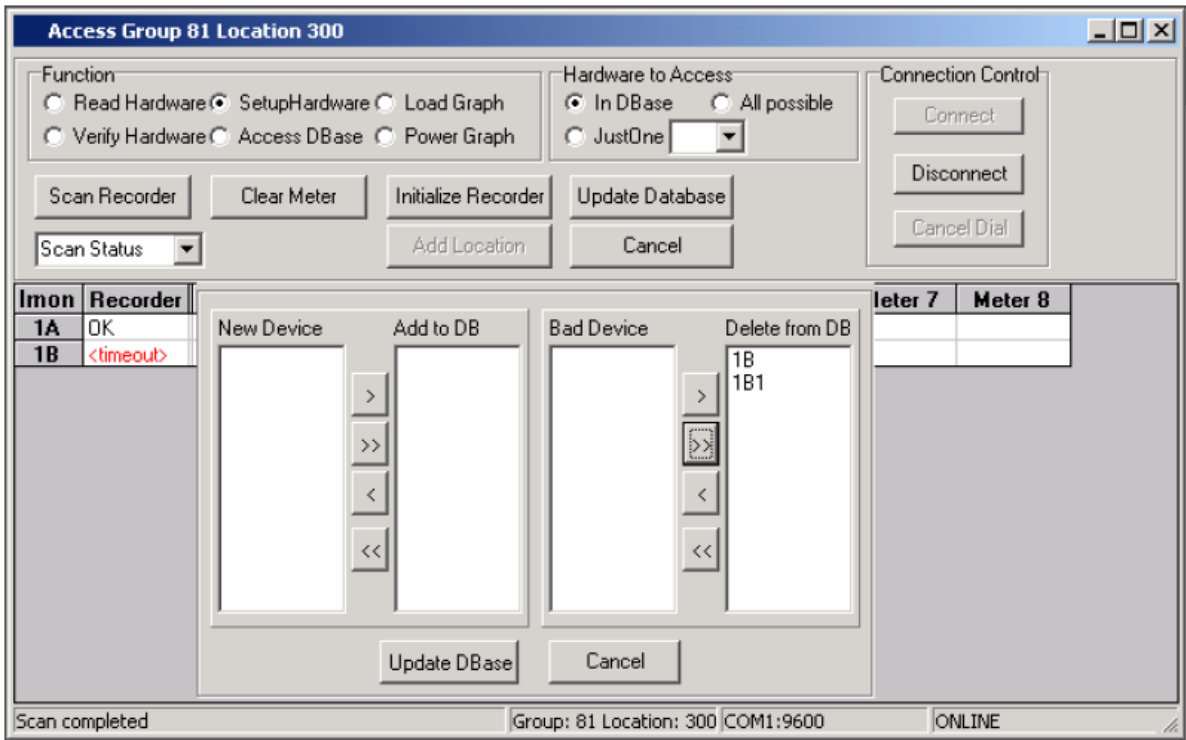 Access Group 81 Location 300
Function
Read Hardware SetupHardware Load Graph
Verify Hardware Access DBase Power Graph
Hardware to Access
In DBase All possible
JustOne
Connection Control
Connect
Disconnect
Cancel Dial
Scan Recorder Clear Meter Initialize Recorder Update Database
Scan Status Add Location Cancel
Imon Recorder leter 7 Meter 8
1A OK
1B <timeout>
New Device Add to DB Bad Device Delete from DB
1B
1B1
> >
>> >>
< <
<< <<
Update DBase Cancel
Scan completed Group: 81 Location: 300 COM1:9600 ONLINE